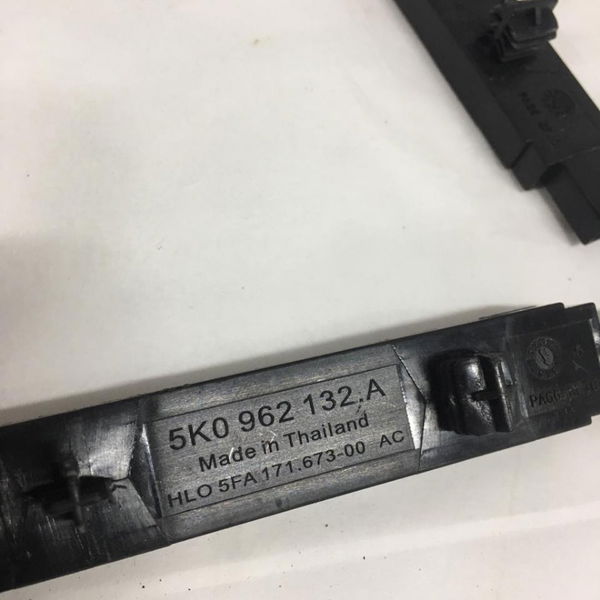 5K0 962 132.A
Made in Thailand
HLO 5FA 171.673-00 AC